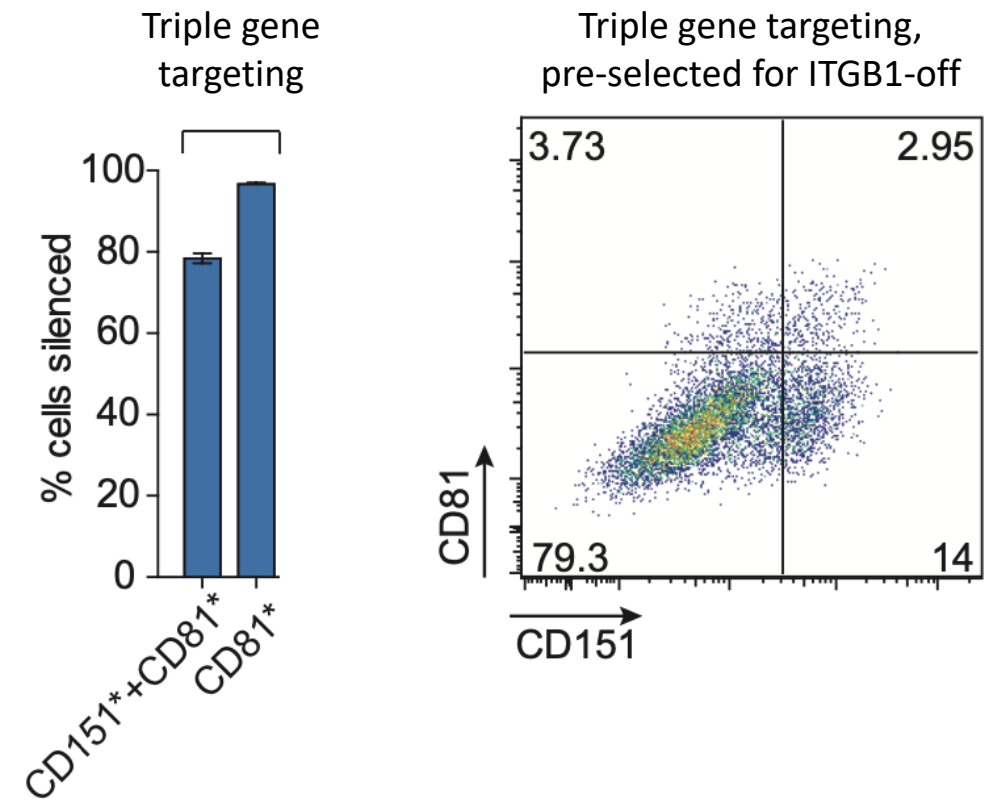 Triple gene
targeting
% cells silenced
100
80
60
40
20
0
CD151*+CD81*
CD81*
Triple gene targeting,
pre-selected for ITGB1-off
3.73
2.95
79.3
14
CD81
CD151